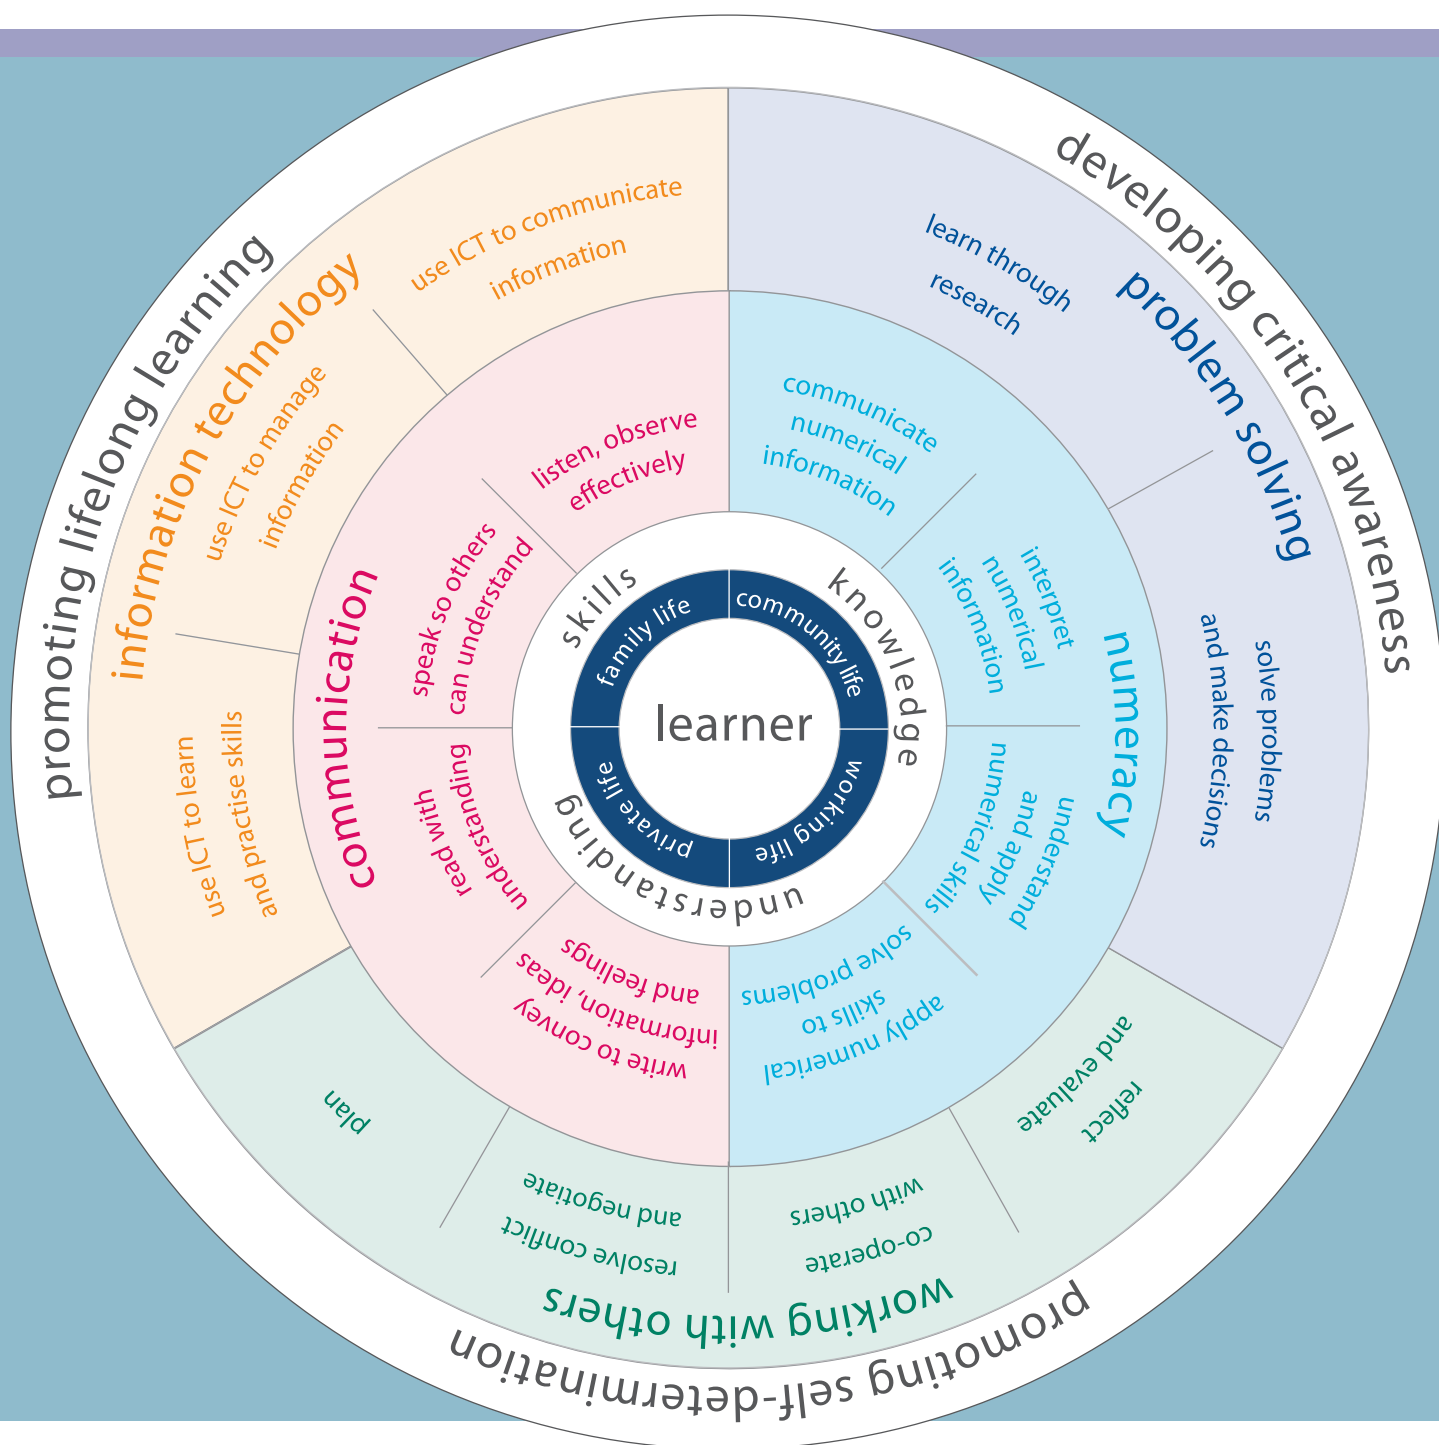 promoting lifelong learning
developing critical awareness
promoting self-determination
information technology
use ICT to communicate
information
use ICT to manage
information
use ICT to learn
and practise skills
problem solving
learn through
research
solve problems
and make decisions
working with others
reflect
and evaluate
co-operate
with others
resolve conflict
and negotiate
plan
communication
listen, observe
effectively
speak so others
can understand
read with
understanding
write to convey
information, ideas
and feelings
numeracy
communicate
numerical
information
interpret
numerical
information
understand
and apply
numerical skills
apply numerical
skills to
solve problems
skills
knowledge
understanding
family life
community life
working life
private life
learner